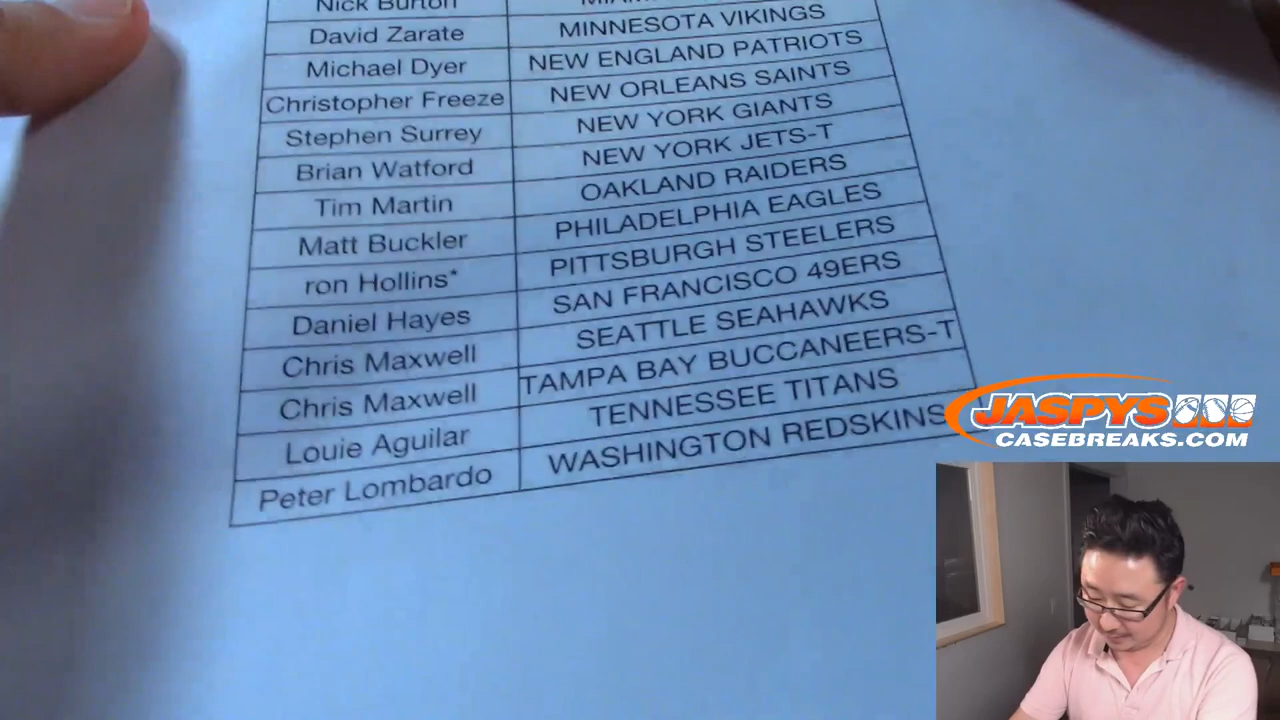 Nick Burton
David Zarate MINNESOTA VIKINGS
Michael Dyer NEW ENGLAND PATRIOTS
Christopher Freeze NEW ORLEANS SAINTS
Stephen Surrey NEW YORK GIANTS
Brian Watford NEW YORK JETS-T
Tim Martin OAKLAND RAIDERS
Matt Buckler PHILADELPHIA EAGLES
ron Hollins* PITTSBURGH STEELERS
Daniel Hayes SAN FRANCISCO 49ERS
Chris Maxwell SEATTLE SEAHAWKS
Chris Maxwell TAMPA BAY BUCCANEERS-T
Louie Aguilar TENNESSEE TITANS
Peter Lombardo WASHINGTON REDSKINS
JASPYS
CASEBREAKS.COM